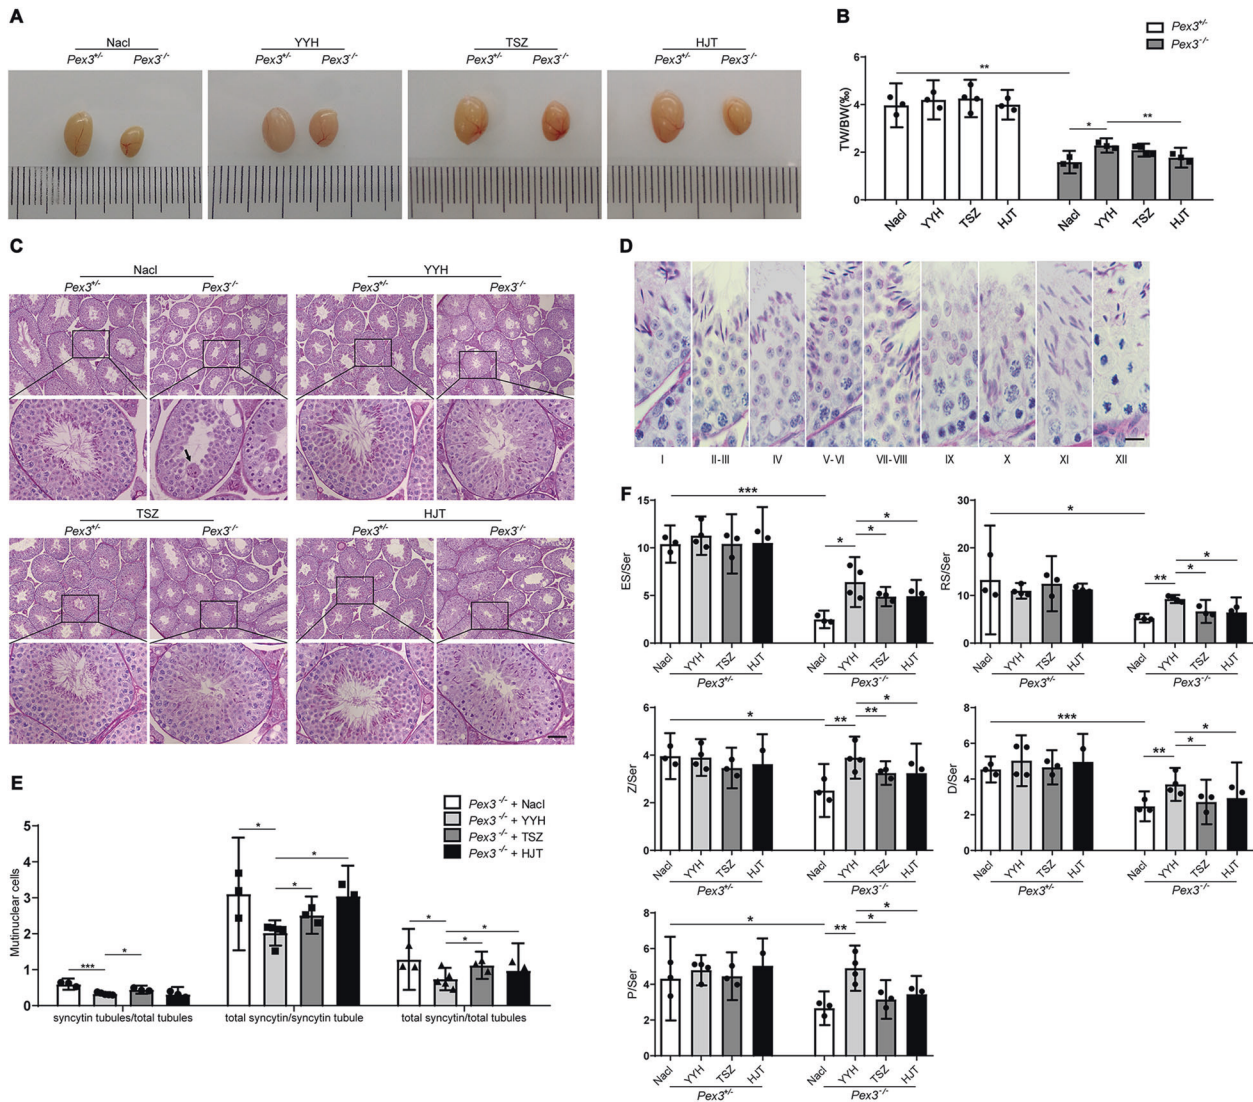 A
Nacl YYH TSZ HJT
Pex3+/- Pex3-/- Pex3+/- Pex3-/- Pex3+/- Pex3-/- Pex3+/- Pex3-/-
B
Pex3+/-
Pex3-/-
TW/BW(‰)
6
4
2
0
**
*
**
Nacl YYH TSZ HJT Nacl YYH TSZ HJT
C
Nacl YYH
Pex3+/- Pex3-/- Pex3+/- Pex3-/-
TSZ HJT
Pex3+/- Pex3-/- Pex3+/- Pex3-/-
D
I II-III IV V-VI VII-VIII IX X XI XII
E
Pex3 -/- + Nacl
Pex3 -/- + YYH
Pex3 -/- + TSZ
Pex3 -/- + HJT
Mutinuclear cells
5
4
3
2
1
0
***
*
*
*
*
*
*
*
syncytin tubules/total tubules total syncytin/syncytin tubule total syncytin/total tubules
F
ES/Ser
15
10
5
0
***
*
*
*
Nacl YYH TSZ HJT Nacl YYH TSZ HJT
Pex3+/- Pex3-/-
RS/Ser
30
20
10
0
*
**
*
*
Nacl YYH TSZ HJT Nacl YYH TSZ HJT
Pex3+/- Pex3-/-
Z/Ser
6
4
2
0
*
**
**
*
Nacl YYH TSZ HJT Nacl YYH TSZ HJT
Pex3+/- Pex3-/-
D/Ser
8
6
4
2
0
***
**
*
*
Nacl YYH TSZ HJT Nacl YYH TSZ HJT
Pex3+/- Pex3-/-
P/Ser
8
6
4
2
0
*
**
*
*
Nacl YYH TSZ HJT Nacl YYH TSZ HJT
Pex3+/- Pex3-/-